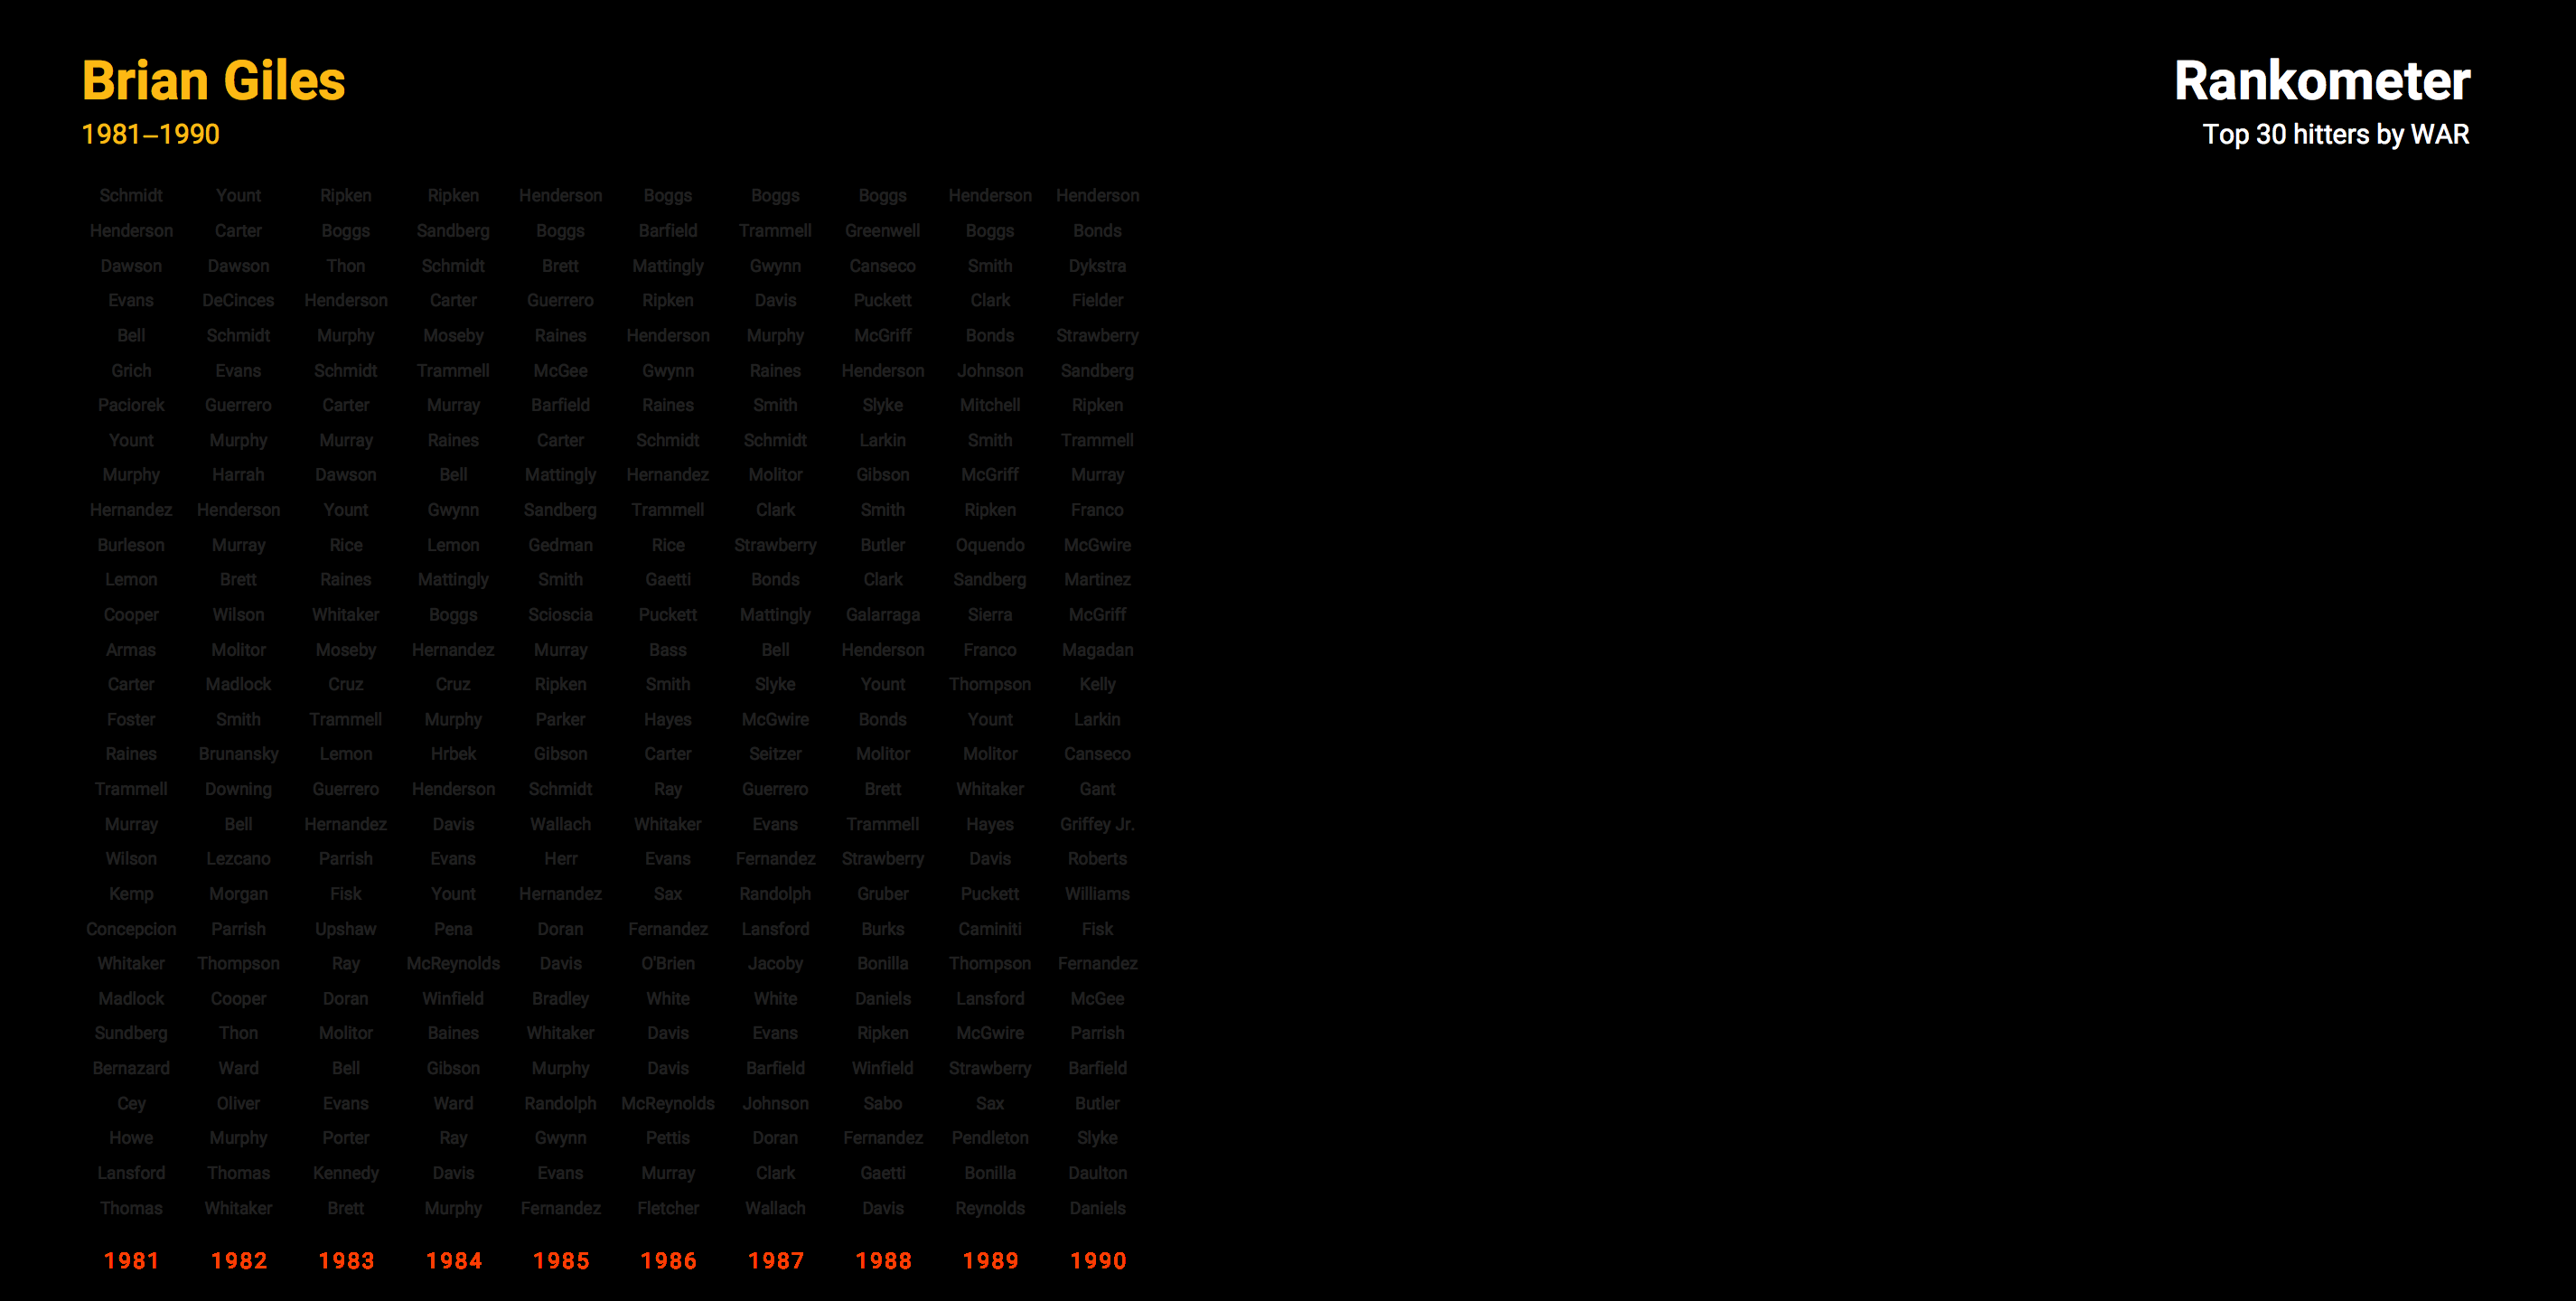 Brian Giles
1981–1990
Rankometer
Top 30 hitters by WAR
Schmidt Yount Ripken Ripken Henderson Boggs Boggs Boggs Henderson Henderson
Henderson Carter Boggs Sandberg Boggs Barfield Trammell Greenwell Boggs Bonds
Dawson Dawson Thon Schmidt Brett Mattingly Gwynn Canseco Smith Dykstra
Evans DeCinces Henderson Carter Guerrero Ripken Davis Puckett Clark Fielder
Bell Schmidt Murphy Moseby Raines Henderson Murphy McGriff Bonds Strawberry
Grich Evans Schmidt Trammell McGee Gwynn Raines Henderson Johnson Sandberg
Paciorek Guerrero Carter Murray Barfield Raines Smith Slyke Mitchell Ripken
Yount Murphy Murray Raines Carter Schmidt Schmidt Larkin Smith Trammell
Murphy Harrah Dawson Bell Mattingly Hernandez Molitor Gibson McGriff Murray
Hernandez Henderson Yount Gwynn Sandberg Trammell Clark Smith Ripken Franco
Burleson Murray Rice Lemon Gedman Rice Strawberry Butler Oquendo McGwire
Lemon Brett Raines Mattingly Smith Gaetti Bonds Clark Sandberg Martinez
Cooper Wilson Whitaker Boggs Scioscia Puckett Mattingly Galarraga Sierra McGriff
Armas Molitor Moseby Hernandez Murray Bass Bell Henderson Franco Magadan
Carter Madlock Cruz Cruz Ripken Smith Slyke Yount Thompson Kelly
Foster Smith Trammell Murphy Parker Hayes McGwire Bonds Yount Larkin
Raines Brunansky Lemon Hrbek Gibson Carter Seitzer Molitor Molitor Canseco
Trammell Downing Guerrero Henderson Schmidt Ray Guerrero Brett Whitaker Gant
Murray Bell Hernandez Davis Wallach Whitaker Evans Trammell Hayes Griffey Jr.
Wilson Lezcano Parrish Evans Herr Evans Fernandez Strawberry Davis Roberts
Kemp Morgan Fisk Yount Hernandez Sax Randolph Gruber Puckett Williams
Concepcion Parrish Upshaw Pena Doran Fernandez Lansford Burks Caminiti Fisk
Whitaker Thompson Ray McReynolds Davis O'Brien Jacoby Bonilla Thompson Fernandez
Madlock Cooper Doran Winfield Bradley White White Daniels Lansford McGee
Sundberg Thon Molitor Baines Whitaker Davis Evans Ripken McGwire Parrish
Bernazard Ward Bell Gibson Murphy Davis Barfield Winfield Strawberry Barfield
Cey Oliver Evans Ward Randolph McReynolds Johnson Sabo Sax Butler
Howe Murphy Porter Ray Gwynn Pettis Doran Fernandez Pendleton Slyke
Lansford Thomas Kennedy Davis Evans Murray Clark Gaetti Bonilla Daulton
Thomas Whitaker Brett Murphy Fernandez Fletcher Wallach Davis Reynolds Daniels
1981 1982 1983 1984 1985 1986 1987 1988 1989 1990